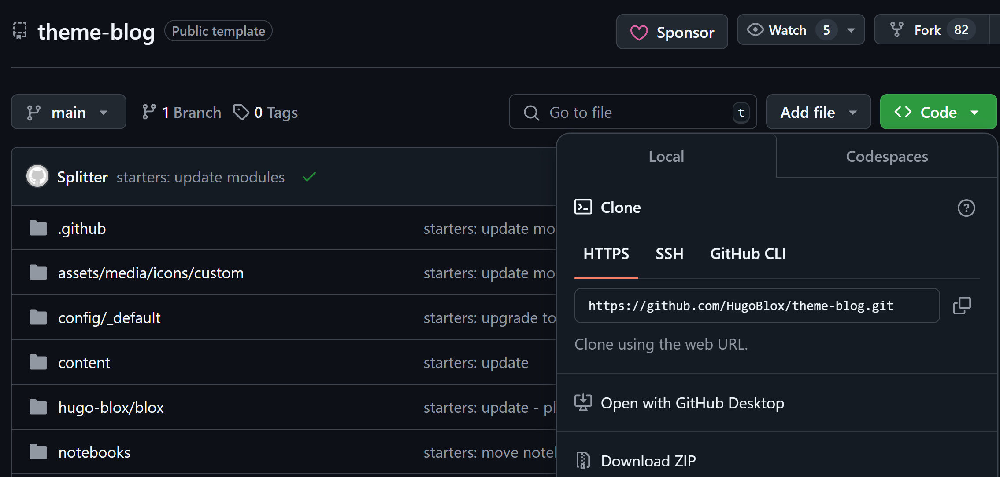 theme-blog Public template Sponsor Watch 5 Fork 82
main 1 Branch 0 Tags Go to file t Add file Code
Local Codespaces
Splitter starters: update modules
Clone
.github starters: update mo
HTTPS SSH GitHub CLI
assets/media/icons/custom starters: update mo
https://github.com/HugoBlox/theme-blog.git
config/_default starters: upgrade to
Clone using the web URL.
content starters: update
Open with GitHub Desktop
hugo-blox/blox starters: update - pl
notebooks starters: move note
Download ZIP